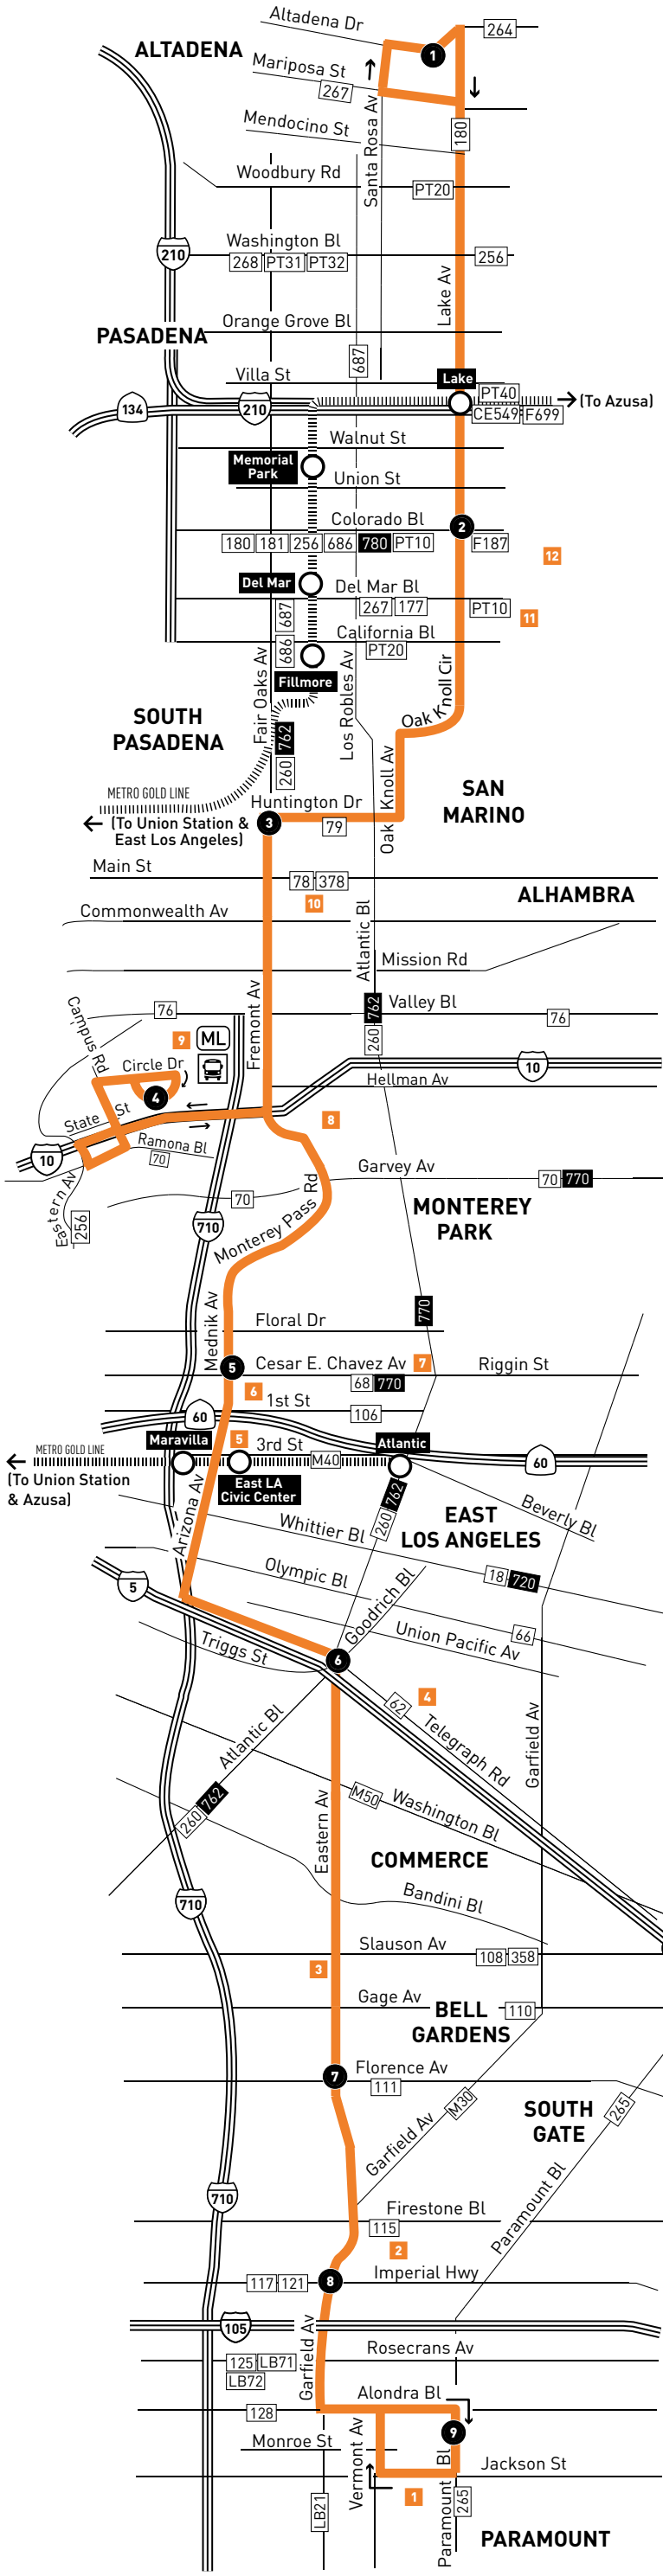 Altadena Dr
264
ALTADENA
1
Mariposa St
267
Santa Rosa Av
Mendocino St
180
Woodbury Rd
PT20
210
Washington Bl
268 PT31 PT32
256
Lake Av
Orange Grove Bl
PASADENA
687
Villa St
Lake
PT40
134
210
(To Azusa)
CE549 F699
Walnut St
Memorial
Park
Union St
Colorado Bl
2
180 181 256 686 780 PT10
F187
12
Del Mar
Del Mar Bl
687
267 177
PT10
11
California Bl
686
PT20
Fair Oaks Av
Fillmore
Los Robles Av
Oak Knoll Cir
SOUTH
PASADENA
762
260
Oak Knoll Av
SAN
MARINO
METRO GOLD LINE
Huntington Dr
(To Union Station &
East Los Angeles)
3
79
Main St
78 378
ALHAMBRA
10
Commonwealth Av
Atlantic Bl
Mission Rd
Fremont Av
762
Valley Bl
Campus Rd
76
260
76
9
ML
Circle Dr
10
Hellman Av
4
State St
8
Ramona Bl
10
70
Garvey Av
70 770
Eastern Av
256
70
Monterey Pass Rd
MONTEREY
PARK
710
770
Mednik Av
Floral Dr
5
Cesar E. Chavez Av
7
Riggin St
68 770
6
1st St
106
60
Maravilla
5
3rd St
Atlantic
METRO GOLD LINE
M40
60
(To Union Station
& Azusa)
East LA
Civic Center
Arizona Av
762
260
EAST
LOS ANGELES
Beverly Bl
Whittier Bl
18 720
Olympic Bl
5
Goodrich Bl
66
Union Pacific Av
Triggs St
6
4
62
Telegraph Rd
Atlantic Bl
Garfield Av
260 762
M50
Washington Bl
Eastern Av
COMMERCE
710
Bandini Bl
Slauson Av
108 358
3
Gage Av
BELL
GARDENS
110
7
Florence Av
111
M30
Garfield Av
SOUTH
GATE
265
Paramount Bl
710
Firestone Bl
115
2
Imperial Hwy
117 121
8
105
Garfield Av
Rosecrans Av
125 LB71
LB72
Alondra Bl
128
9
Monroe St
Vermont Av
Paramount Bl
Jackson St
LB21
1
265
PARAMOUNT